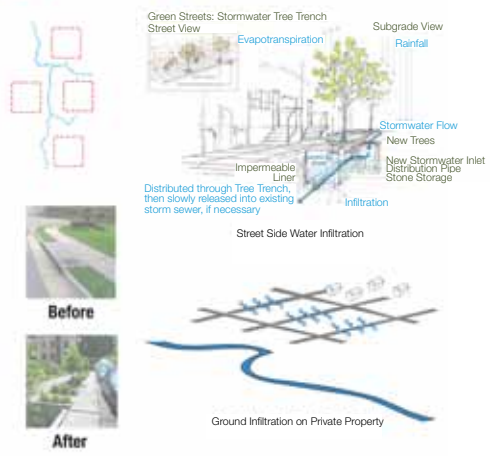 Green Streets: Stormwater Tree Trench
Street View
Subgrade View
Evapotranspiration
Rainfall
Stormwater Flow
New Trees
New Stormwater Inlet
Distribution Pipe
Stone Storage
Impermeable
Liner
Distributed through Tree Trench,
then slowly released into existing
storm sewer, if necessary
Infiltration
Street Side Water Infiltration
Before
After
Ground Infiltration on Private Property